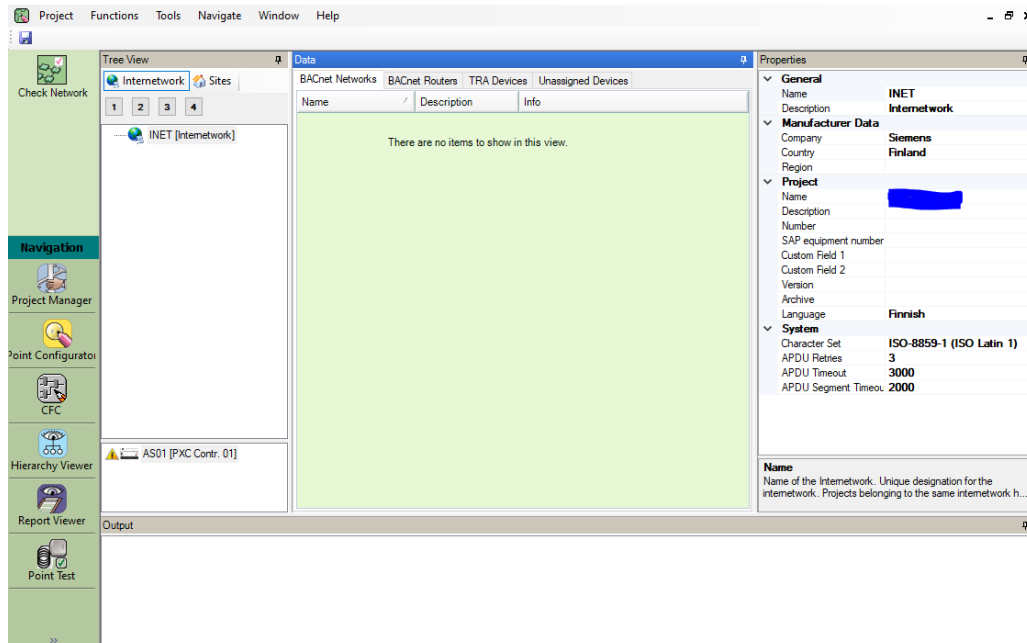 Project Functions Tools Navigate Window Help
Check Network
Navigation
Project Manager
Point Configurator
CFC
Hierarchy Viewer
Report Viewer
Point Test
Tree View
Internetwork Sites
1 2 3 4
INET [Internetwork]
AS01 [PXC Contr. 01]
Data
BACnet Networks BACnet Routers TRA Devices Unassigned Devices
Name Description Info
There are no items to show in this view.
Properties
General
Name INET
Description Internetwork
Manufacturer Data
Company Siemens
Country Finland
Region
Project
Name
Description
Number
SAP equipment number
Custom Field 1
Custom Field 2
Version
Archive
Language Finnish
System
Character Set ISO-8859-1 (ISO Latin 1)
APDU Retries 3
APDU Timeout 3000
APDU Segment Timeou 2000
Name
Name of the Internetwork. Unique designation for the
internetwork. Projects belonging to the same internetwork h...
Output